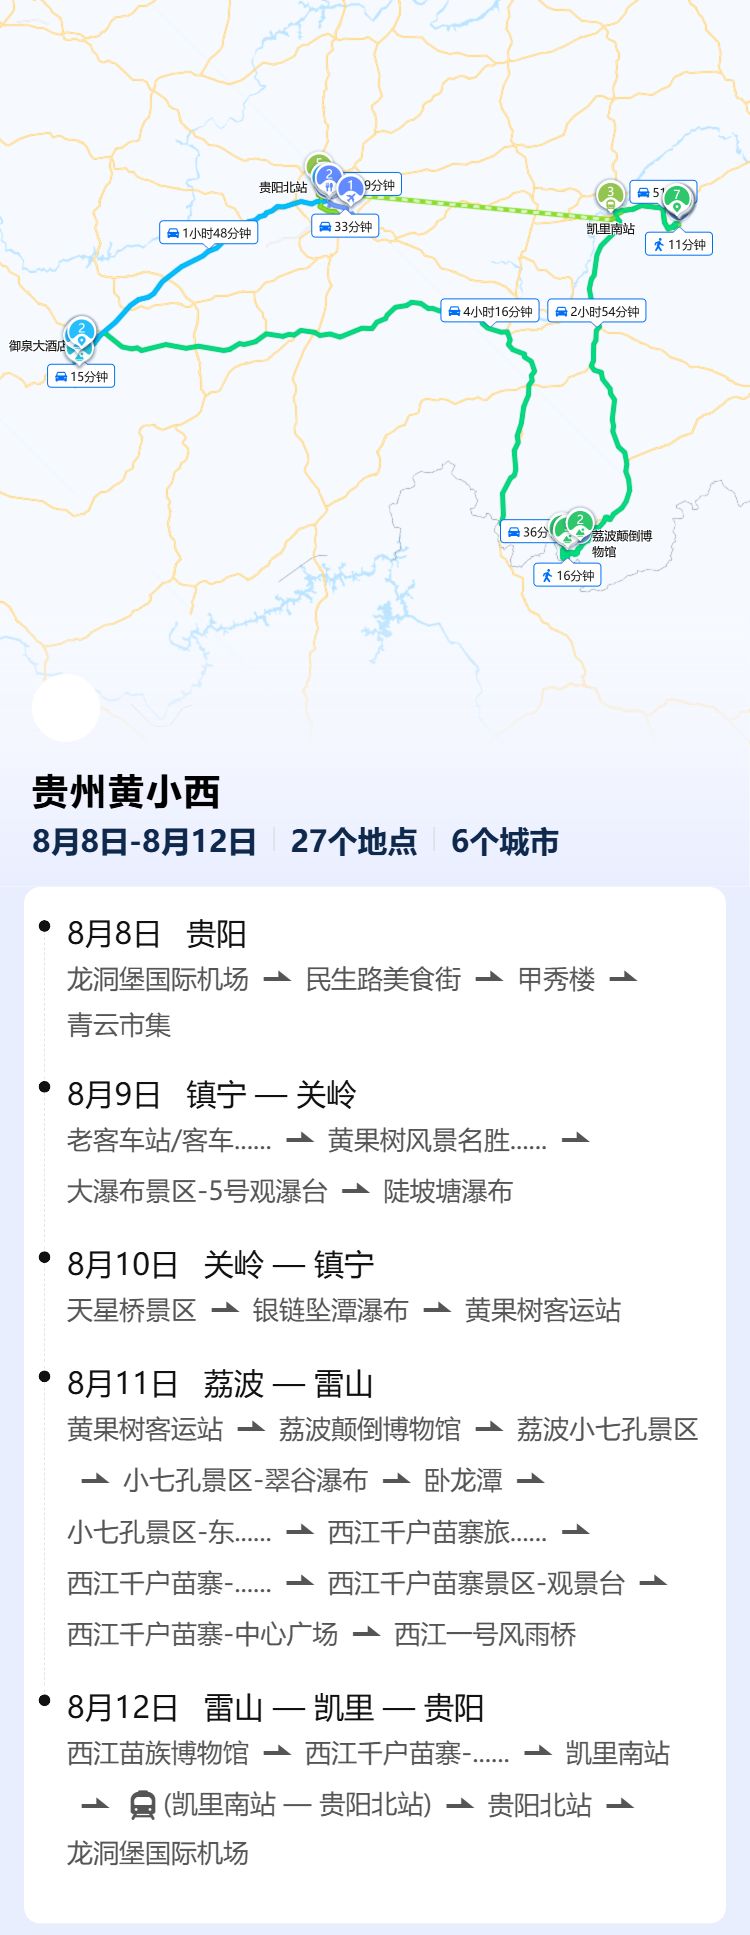 5
2
1
9分钟
贵阳北站
3
51
7
1小时48分钟
33分钟
凯里南站
11分钟
4小时16分钟
2小时54分钟
2
御泉大酒店
15分钟
2
36分
荔波颠倒博
物馆
16分钟
贵州黄小西
8月8日-8月12日 27个地点 6个城市
8月8日 贵阳
龙洞堡国际机场 民生路美食街 甲秀楼
青云市集
8月9日 镇宁 — 关岭
老客车站/客车...... 黄果树风景名胜......
大瀑布景区-5号观瀑台 陡坡塘瀑布
8月10日 关岭 — 镇宁
天星桥景区 银链坠潭瀑布 黄果树客运站
8月11日 荔波 — 雷山
黄果树客运站 荔波颠倒博物馆 荔波小七孔景区
小七孔景区-翠谷瀑布 卧龙潭
小七孔景区-东...... 西江千户苗寨旅......
西江千户苗寨-...... 西江千户苗寨景区-观景台
西江千户苗寨-中心广场 西江一号风雨桥
8月12日 雷山 — 凯里 — 贵阳
西江苗族博物馆 西江千户苗寨-...... 凯里南站
(凯里南站 — 贵阳北站) 贵阳北站
龙洞堡国际机场